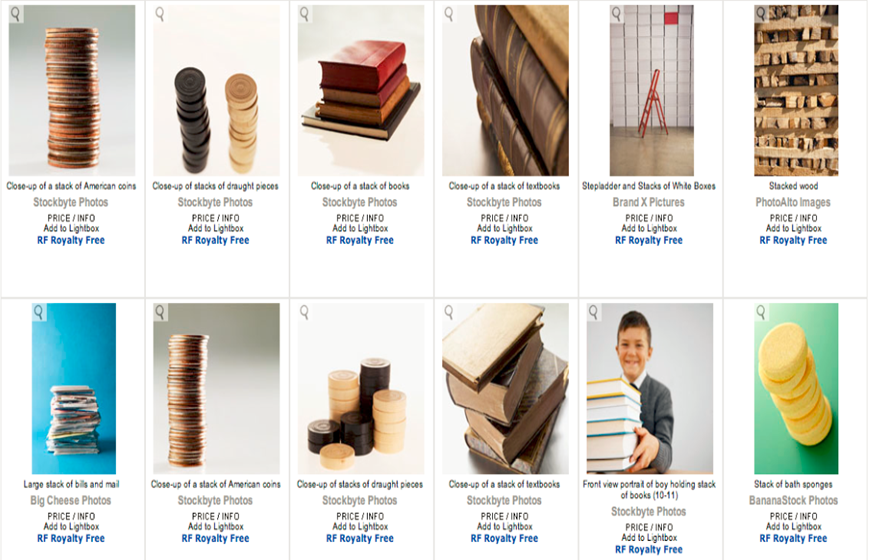 Close-up of a stack of American coins
Stockbyte Photos
PRICE / INFO
Add to Lightbox
RF Royalty Free
Close-up of stacks of draught pieces
Stockbyte Photos
PRICE / INFO
Add to Lightbox
RF Royalty Free
Close-up of a stack of books
Stockbyte Photos
PRICE / INFO
Add to Lightbox
RF Royalty Free
Close-up of a stack of textbooks
Stockbyte Photos
PRICE / INFO
Add to Lightbox
RF Royalty Free
Stepladder and Stacks of White Boxes
Brand X Pictures
PRICE / INFO
Add to Lightbox
RF Royalty Free
Stacked wood
PhotoAlto Images
PRICE / INFO
Add to Lightbox
RF Royalty Free
Large stack of bills and mail
Big Cheese Photos
PRICE / INFO
Add to Lightbox
RF Royalty Free
Close-up of a stack of American coins
Stockbyte Photos
PRICE / INFO
Add to Lightbox
RF Royalty Free
Close-up of stacks of draught pieces
Stockbyte Photos
PRICE / INFO
Add to Lightbox
RF Royalty Free
Close-up of a stack of textbooks
Stockbyte Photos
PRICE / INFO
Add to Lightbox
RF Royalty Free
Front view portrait of boy holding stack
of books (10-11)
Stockbyte Photos
PRICE / INFO
Add to Lightbox
RF Royalty Free
Stack of bath sponges
BananaStock Photos
PRICE / INFO
Add to Lightbox
RF Royalty Free